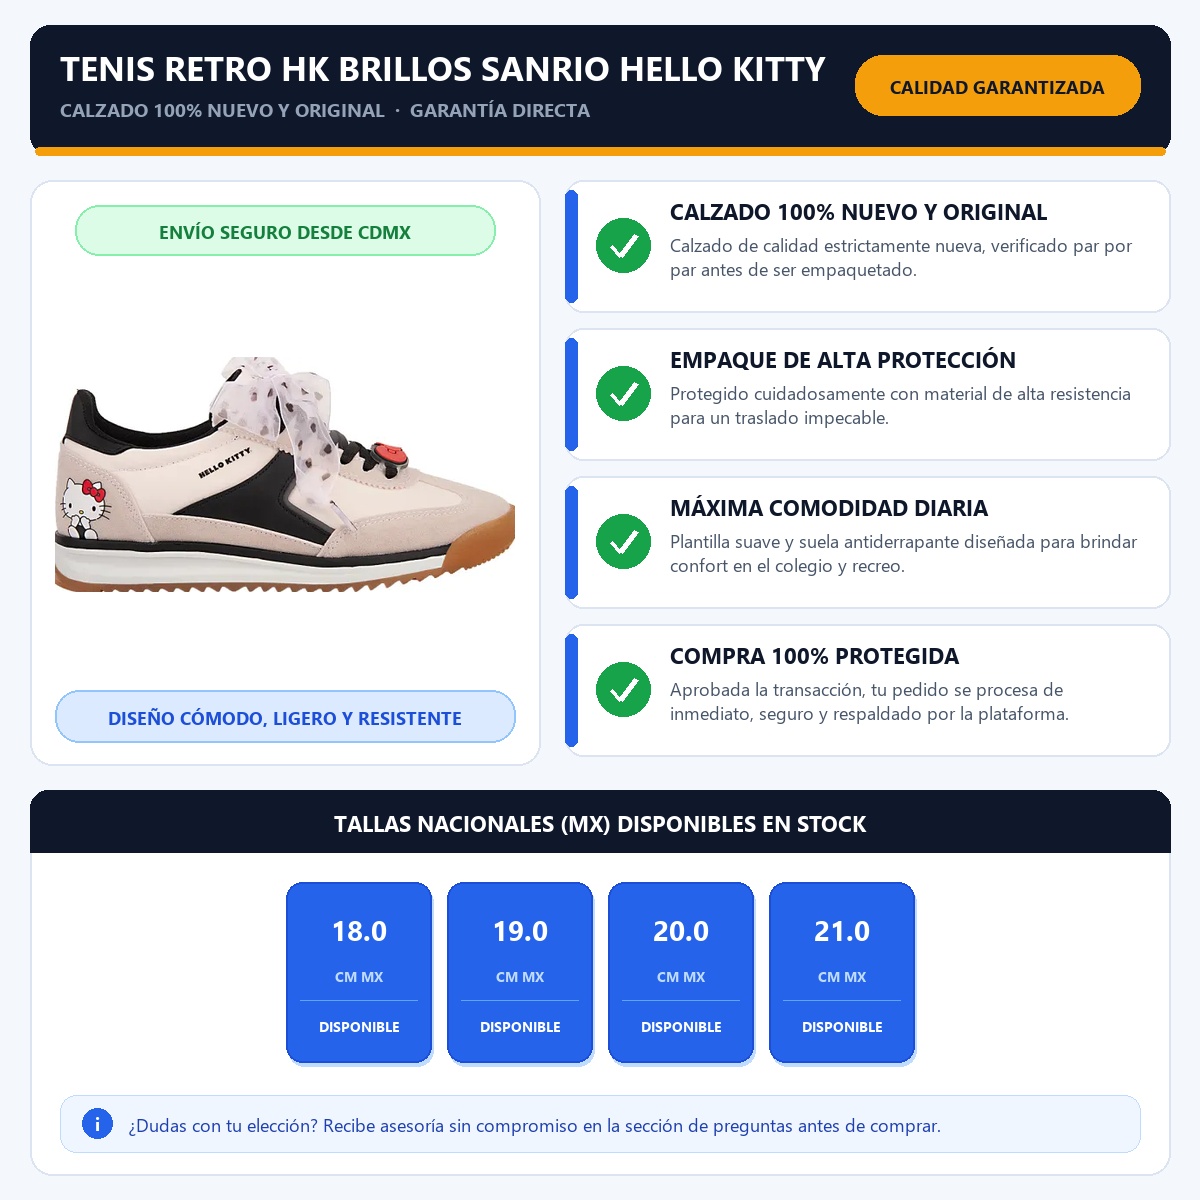 TENIS RETRO HK BRILLOS SANRIO HELLO KITTY
CALZADO 100% NUEVO Y ORIGINAL · GARANTÍA DIRECTA
CALIDAD GARANTIZADA
ENVÍO SEGURO DESDE CDMX
HELLO KITTY
DISEÑO CÓMODO, LIGERO Y RESISTENTE
CALZADO 100% NUEVO Y ORIGINAL
Calzado de calidad estrictamente nueva, verificado par por
par antes de ser empaquetado.
EMPAQUE DE ALTA PROTECCIÓN
Protegido cuidadosamente con material de alta resistencia
para un traslado impecable.
MÁXIMA COMODIDAD DIARIA
Plantilla suave y suela antiderrapante diseñada para brindar
confort en el colegio y recreo.
COMPRA 100% PROTEGIDA
Aprobada la transacción, tu pedido se procesa de
inmediato, seguro y respaldado por la plataforma.
TALLAS NACIONALES (MX) DISPONIBLES EN STOCK
18.0
CM MX
DISPONIBLE
19.0
CM MX
DISPONIBLE
20.0
CM MX
DISPONIBLE
21.0
CM MX
DISPONIBLE
¿Dudas con tu elección? Recibe asesoría sin compromiso en la sección de preguntas antes de comprar.